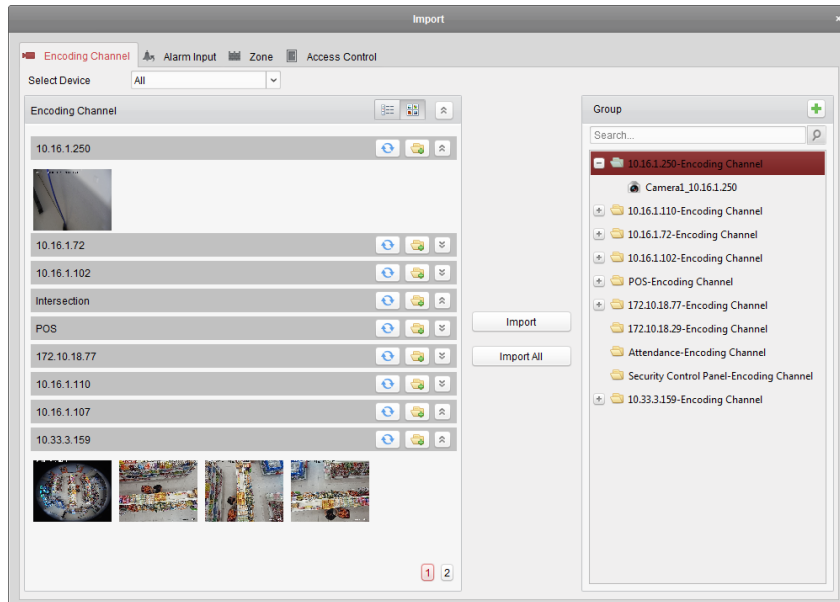 Import
Encoding Channel
Alarm Input
Zone
Access Control
Select Device
All
Encoding Channel
10.16.1.250
10.16.1.72
10.16.1.102
Intersection
POS
172.10.18.77
10.16.1.110
10.16.1.107
10.33.3.159
1
2
Import
Import All
Group
Search...
10.16.1.250-Encoding Channel
Camera1_10.16.1.250
10.16.1.110-Encoding Channel
10.16.1.72-Encoding Channel
10.16.1.102-Encoding Channel
POS-Encoding Channel
172.10.18.77-Encoding Channel
172.10.18.29-Encoding Channel
Attendance-Encoding Channel
Security Control Panel-Encoding Channel
10.33.3.159-Encoding Channel